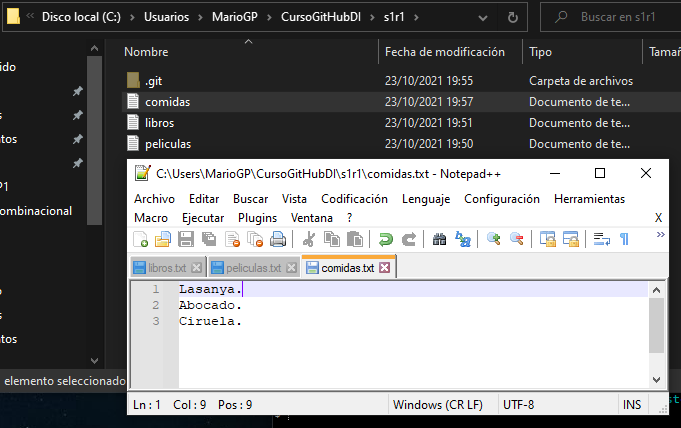 Disco local (C:) > Usuarios > MarioGP > CursoGitHubDI > s1r1 >
Buscar en s1r1
Nombre Fecha de modificación Tipo Tamañ
ido
.git 23/10/2021 19:55 Carpeta de archivos
comidas 23/10/2021 19:57 Documento de te...
libros 23/10/2021 19:51 Documento de te...
peliculas 23/10/2021 19:50 Documento de te...
os
ntos
P1
ombinacional
os
ntos
elemento seleccionado
C:\Users\MarioGP\CursoGitHubDI\s1r1\comidas.txt - Notepad++
Archivo Editar Buscar Vista Codificación Lenguaje Configuración Herramientas
Macro Ejecutar Plugins Ventana ? X
libros.txt peliculas.txt comidas.txt
1 Lasanya.
2 Abocado.
3 Ciruela.
Ln : 1 Col : 9 Pos : 9 Windows (CR LF) UTF-8 INS